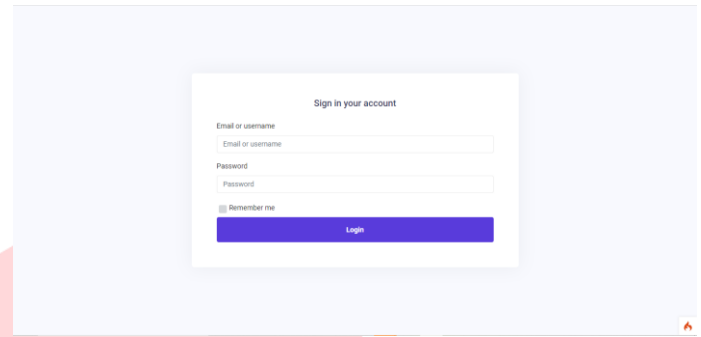 Sign in your account
Email or username
Email or username
Password
Password
Remember me
Login